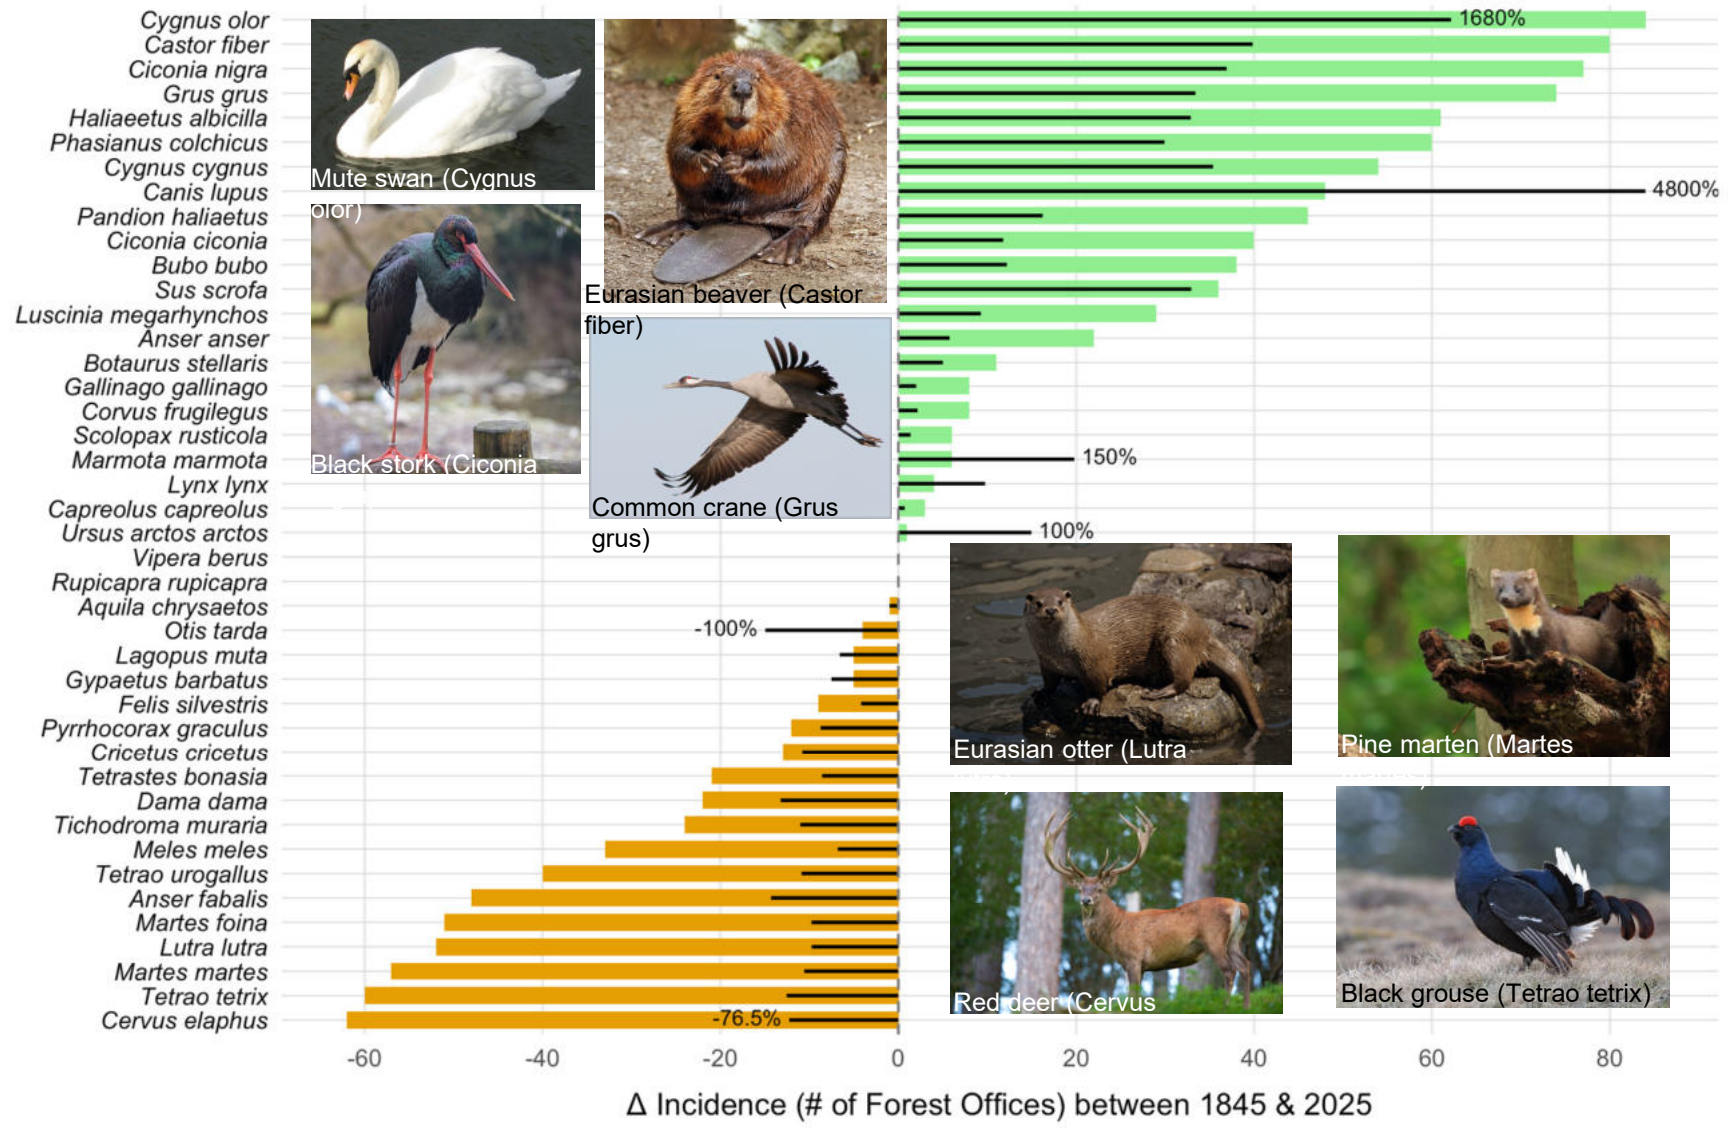 Cygnus olor
Castor fiber
Ciconia nigra
Grus grus
Haliaeetus albicilla
Phasianus colchicus
Cygnus cygnus
Canis lupus
Pandion haliaetus
Ciconia ciconia
Bubo bubo
Sus scrofa
Luscinia megarhynchos
Anser anser
Botaurus stellaris
Gallinago gallinago
Corvus frugilegus
Scolopax rusticola
Marmota marmota
Lynx lynx
Capreolus capreolus
Ursus arctos arctos
Vipera berus
Rupicapra rupicapra
Aquila chrysaetos
Otis tarda
Lagopus muta
Gypaetus barbatus
Felis silvestris
Pyrrhocorax graculus
Cricetus cricetus
Tetrastes bonasia
Dama dama
Tichodroma muraria
Meles meles
Tetrao urogallus
Anser fabalis
Martes foina
Lutra lutra
Martes martes
Tetrao tetrix
Cervus elaphus
Mute swan (Cygnus
olor)
Black stork (Ciconia
Eurasian beaver (Castor
fiber)
Common crane (Grus
grus)
1680%
4800%
150%
100%
-100%
-76.5%
Eurasian otter (Lutra
Pine marten (Martes
Red deer (Cervus
Black grouse (Tetrao tetrix)
-60 -40 -20 0 20 40 60 80
Δ Incidence (# of Forest Offices) between 1845 & 2025